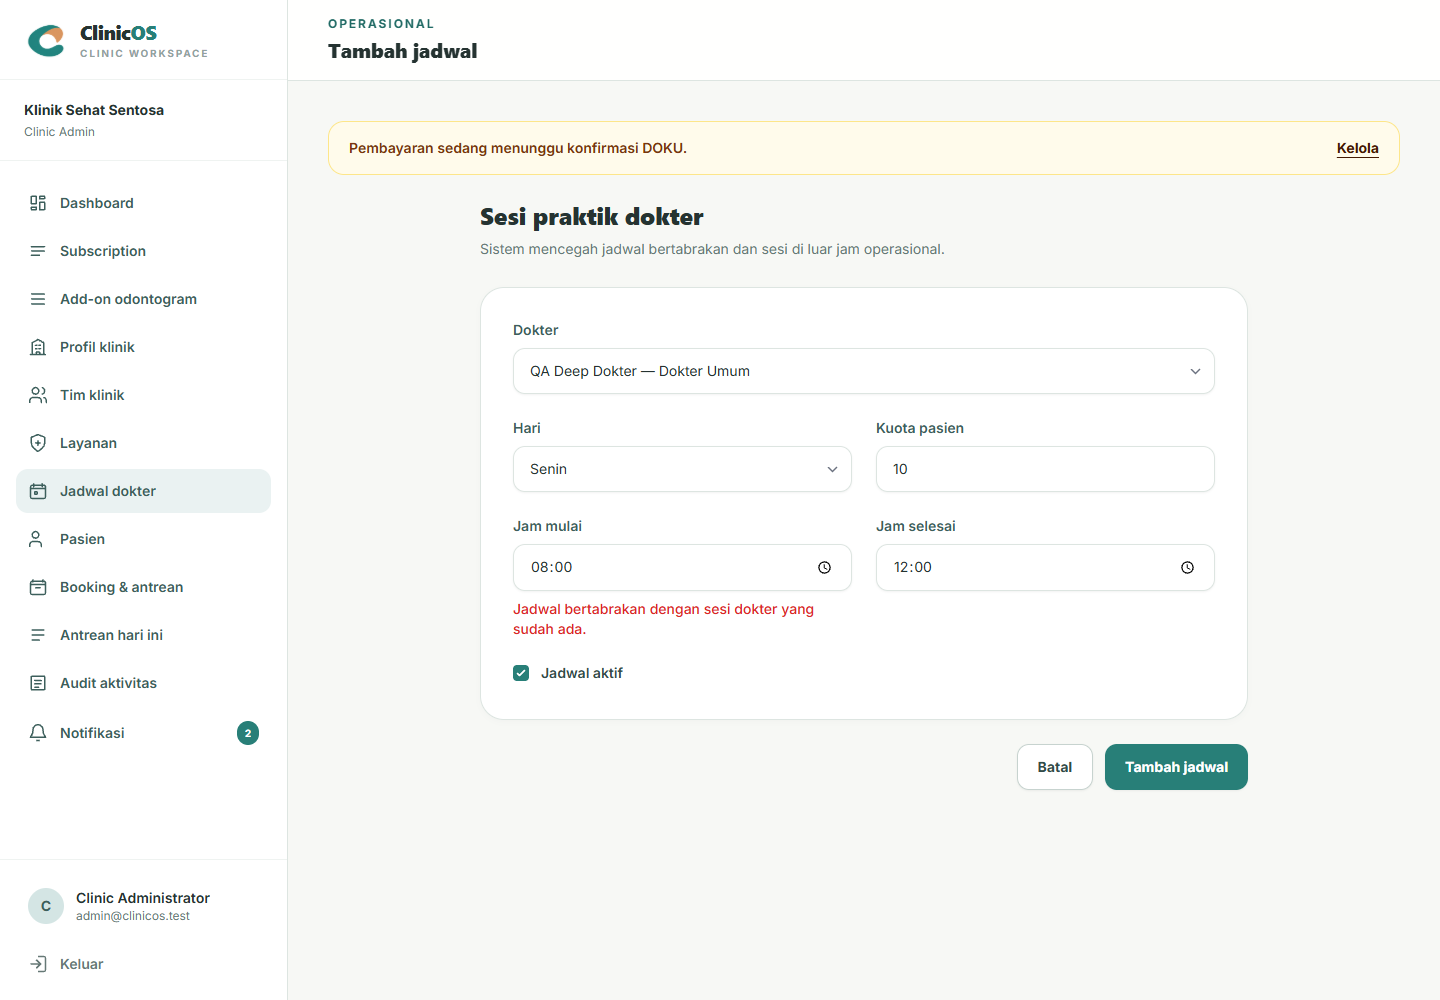 ClinicOS
CLINIC WORKSPACE
Klinik Sehat Sentosa
Clinic Admin
Dashboard
Subscription
Add-on odontogram
Profil klinik
Tim klinik
Layanan
Jadwal dokter
Pasien
Booking & antrean
Antrean hari ini
Audit aktivitas
Notifikasi
2
C
Clinic Administrator
admin@clinicos.test
Keluar
OPERASIONAL
Tambah jadwal
Pembayaran sedang menunggu konfirmasi DOKU.
Kelola
Sesi praktik dokter
Sistem mencegah jadwal bertabrakan dan sesi di luar jam operasional.
Dokter
QA Deep Dokter — Dokter Umum
Hari
Kuota pasien
Senin
10
Jam mulai
Jam selesai
08:00
12:00
Jadwal bertabrakan dengan sesi dokter yang
sudah ada.
Jadwal aktif
Batal
Tambah jadwal